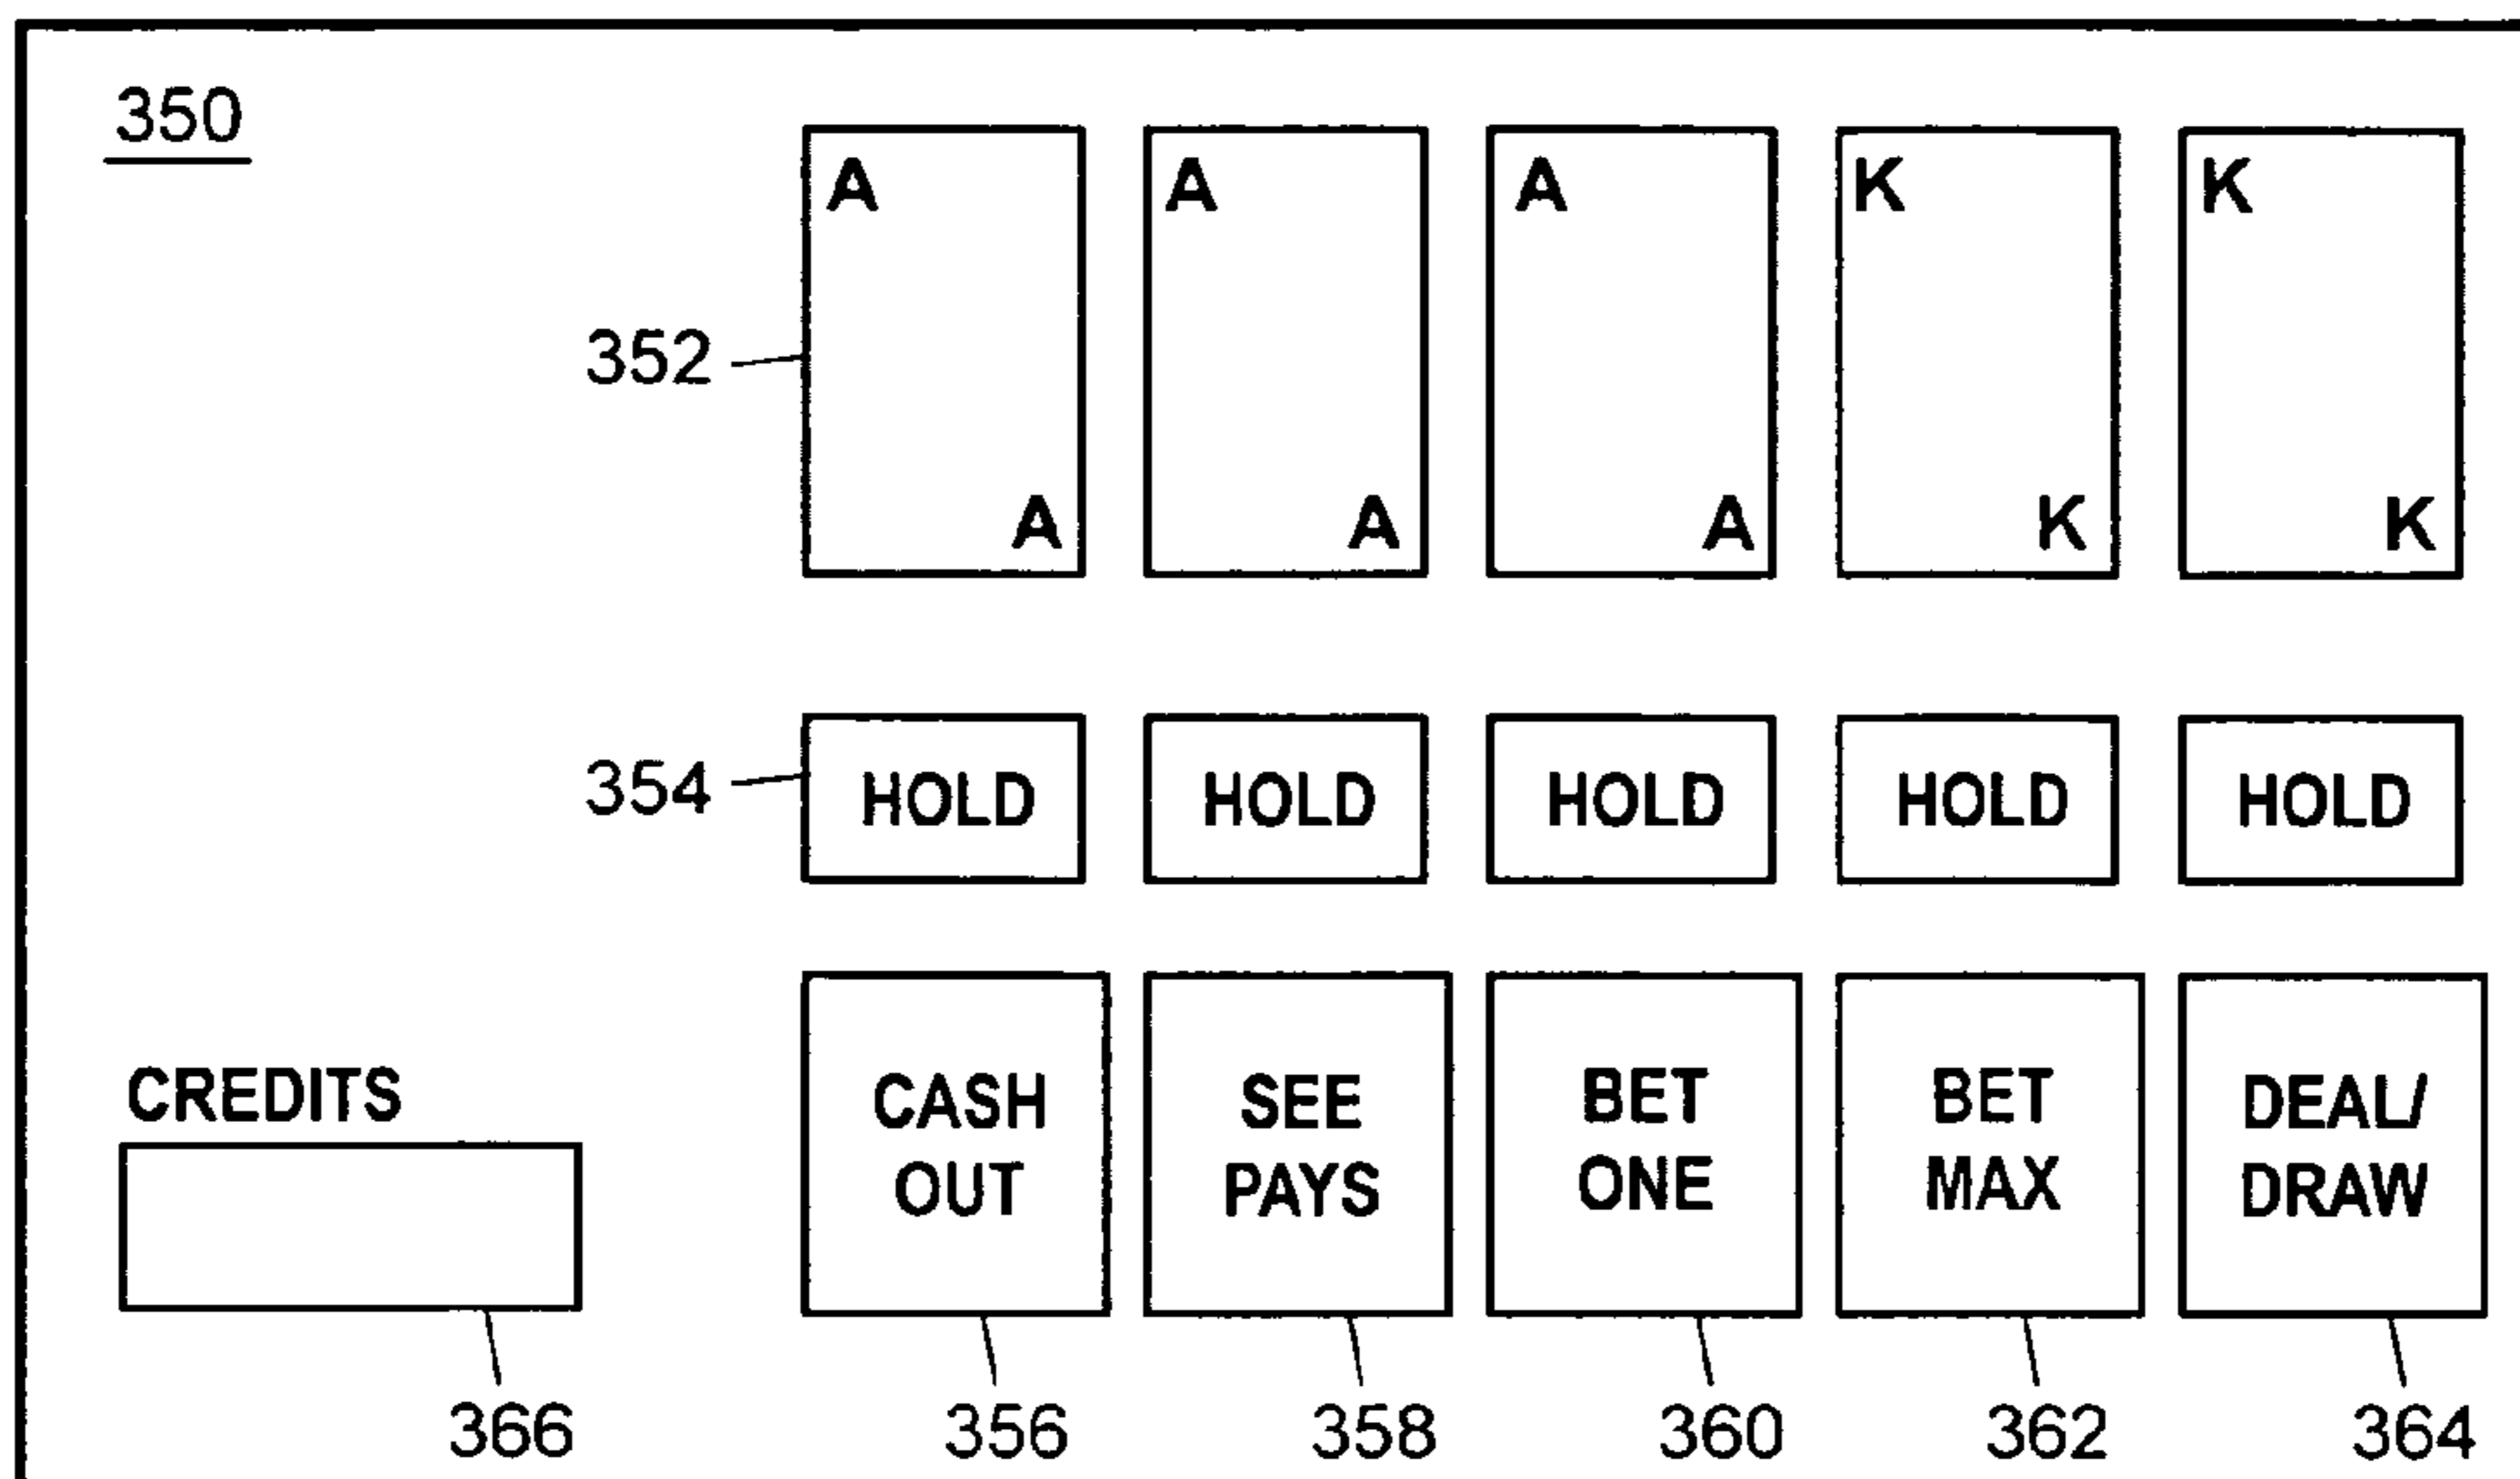 350
A A A K K
352
A A A K K
354 HOLD HOLD HOLD HOLD HOLD
CREDITS
CASH OUT
SEE PAYS
BET ONE
BET MAX
DEAL/ DRAW
366 356 358 360 362 364